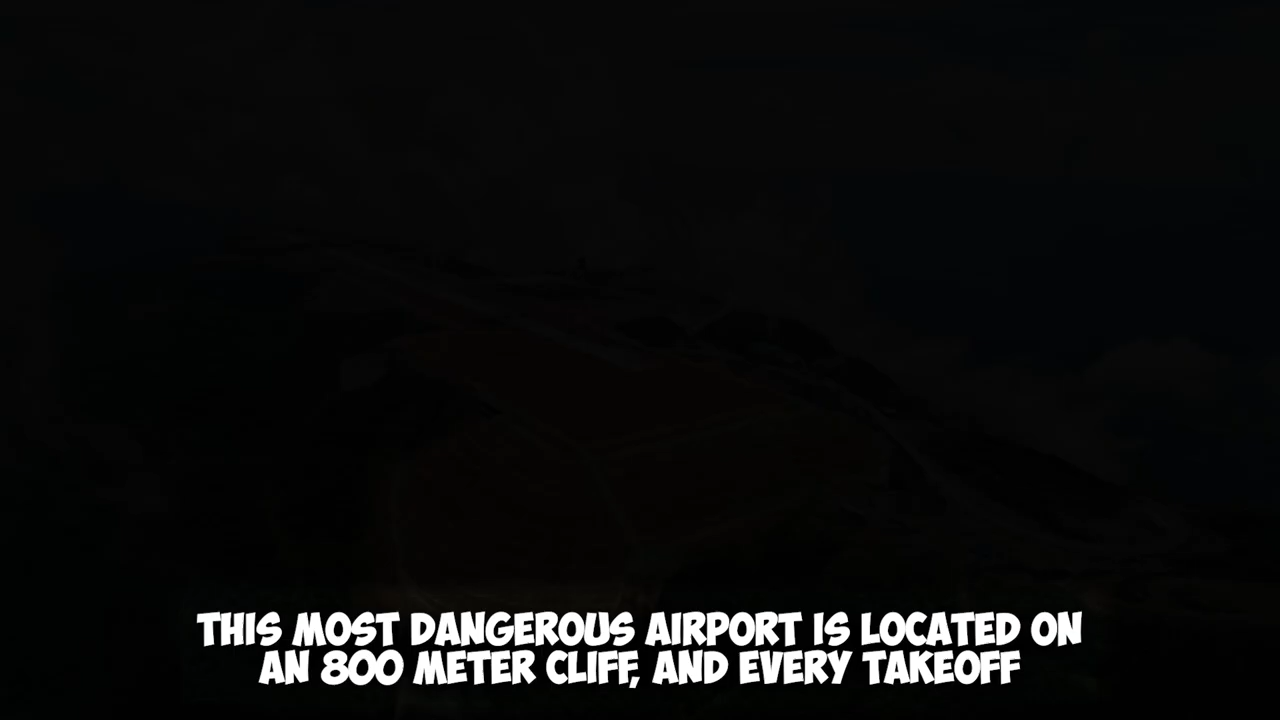 THIS MOST DANGEROUS AIRPORT IS LOCATED ON
AN 800 METER CLIFF, AND EVERY TAKEOFF